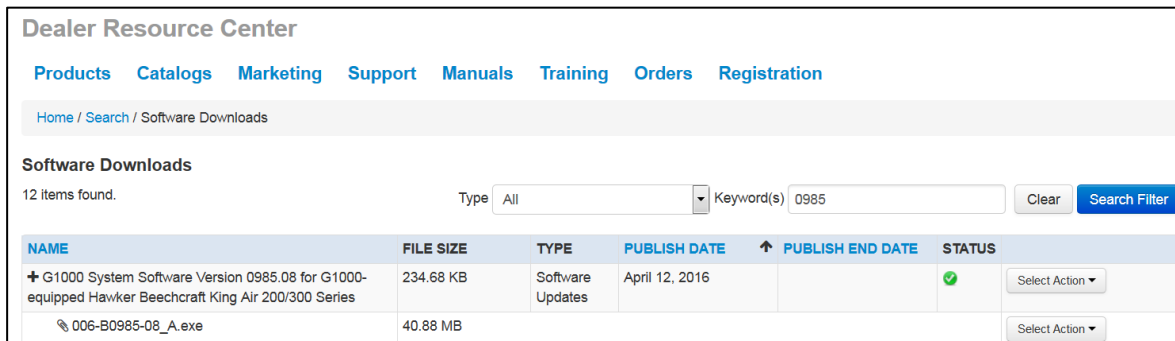 Dealer Resource Center
Products Catalogs Marketing Support Manuals Training Orders Registration
Home / Search / Software Downloads
Software Downloads
12 items found. Type All Keyword(s) 0985 Clear Search Filter
NAME FILE SIZE TYPE PUBLISH DATE PUBLISH END DATE STATUS
G1000 System Software Version 0985.08 for G1000- 234.68 KB Software April 12, 2016 Select Action
equipped Hawker Beechcraft King Air 200/300 Series Updates
006-B0985-08_A.exe 40.88 MB Select Action